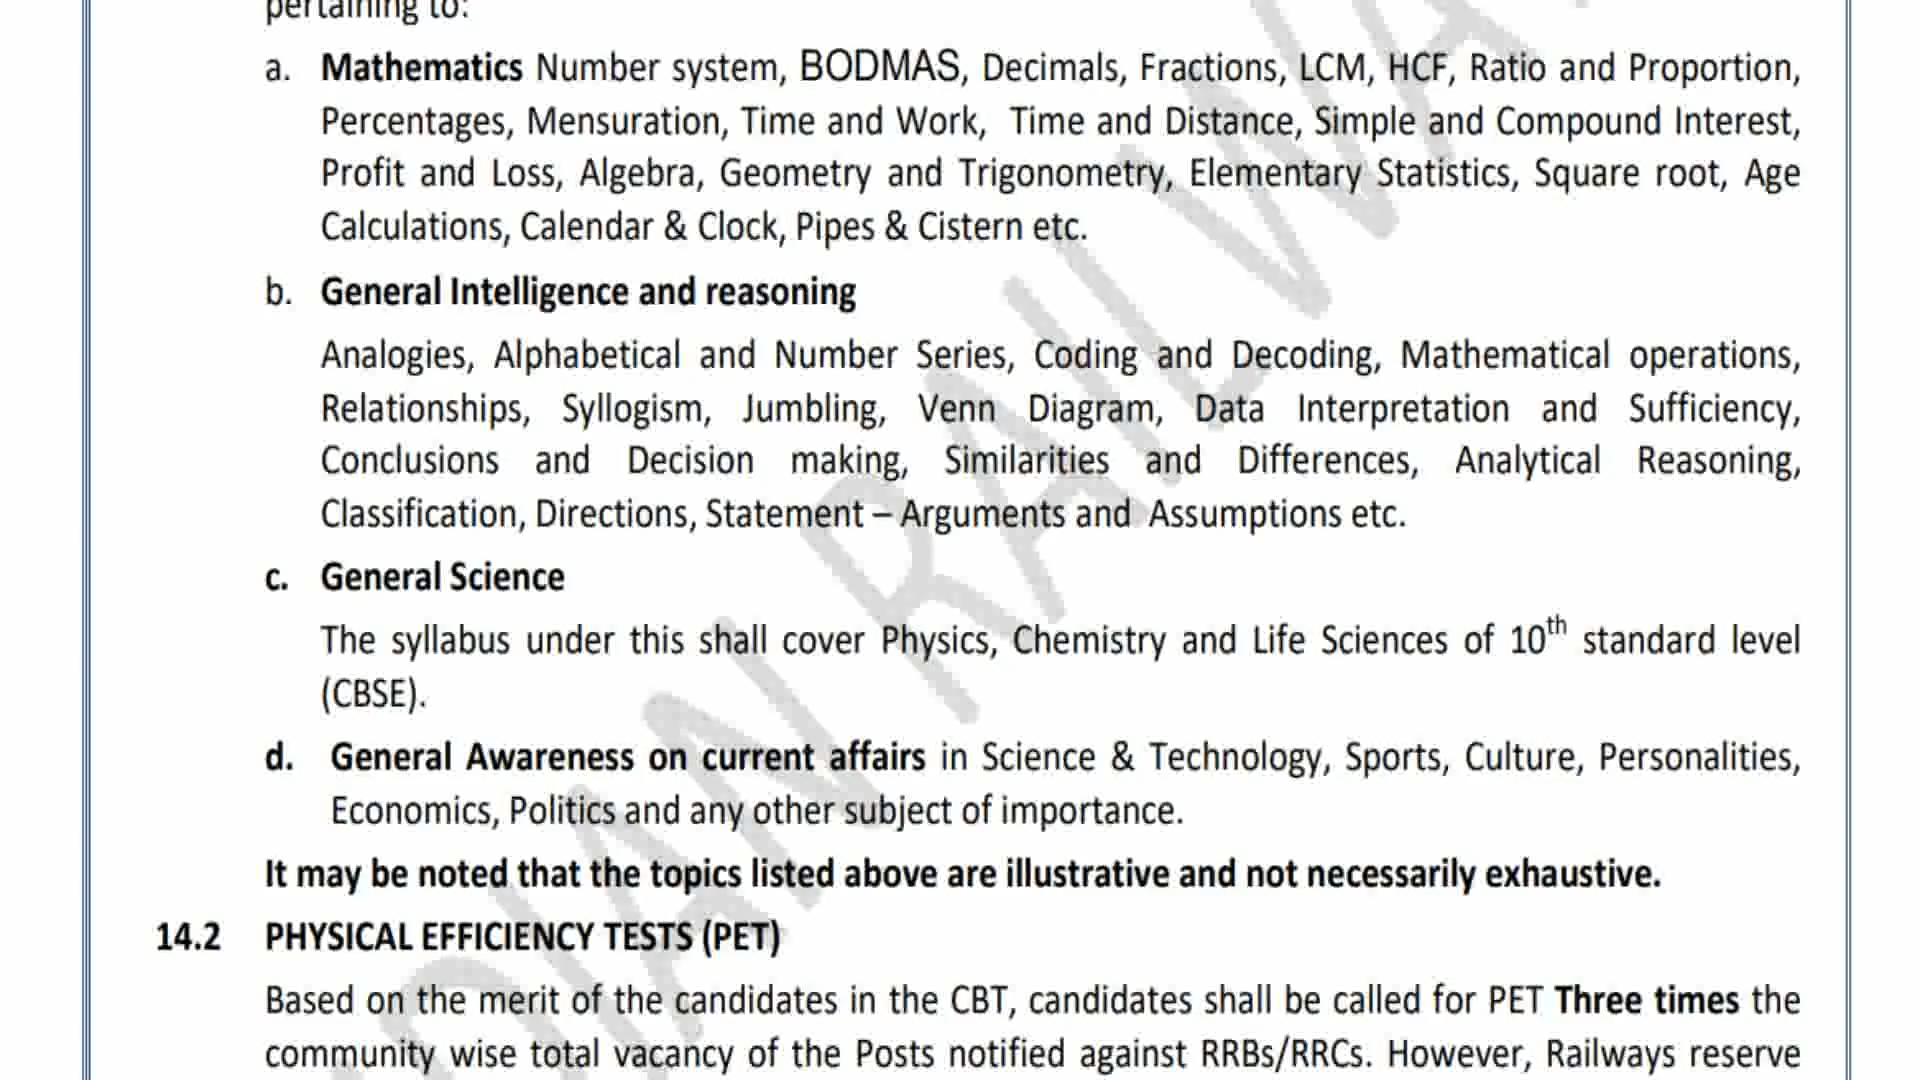 pertaining to:
a. Mathematics Number system, BODMAS, Decimals, Fractions, LCM, HCF, Ratio and Proportion,
Percentages, Mensuration, Time and Work, Time and Distance, Simple and Compound Interest,
Profit and Loss, Algebra, Geometry and Trigonometry, Elementary Statistics, Square root, Age
Calculations, Calendar & Clock, Pipes & Cistern etc.
b. General Intelligence and reasoning
Analogies, Alphabetical and Number Series, Coding and Decoding, Mathematical operations,
Relationships, Syllogism, Jumbling, Venn Diagram, Data Interpretation and Sufficiency,
Conclusions and Decision making, Similarities and Differences, Analytical Reasoning,
Classification, Directions, Statement – Arguments and Assumptions etc.
c. General Science
The syllabus under this shall cover Physics, Chemistry and Life Sciences of 10th standard level
(CBSE).
d. General Awareness on current affairs in Science & Technology, Sports, Culture, Personalities,
Economics, Politics and any other subject of importance.
It may be noted that the topics listed above are illustrative and not necessarily exhaustive.
14.2 PHYSICAL EFFICIENCY TESTS (PET)
Based on the merit of the candidates in the CBT, candidates shall be called for PET Three times the
community wise total vacancy of the Posts notified against RRBs/RRCs. However, Railways reserve